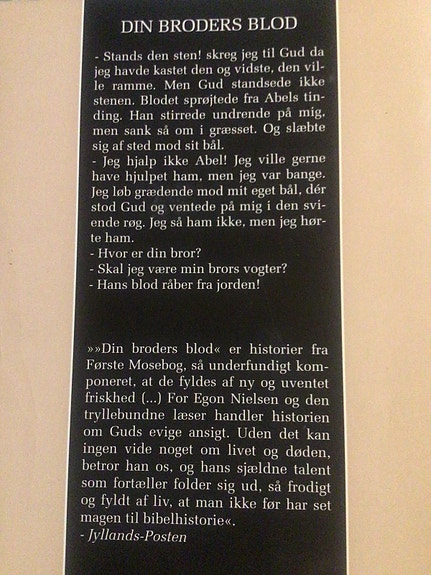 DIN BRODERS BLOD
- Stands den sten! skreg jeg til Gud da
jeg havde kastet den og vidste, den vil-
le ramme. Men Gud standsede ikke
stenen. Blodet sprøjtede fra Abels tin-
ding. Han stirrede undrende på mig,
men sank så om i græsset. Og slæbte
sig af sted mod sit bål.
- Jeg hjalp ikke Abel! Jeg ville gerne
have hjulpet ham, men jeg var bange.
Jeg løb grædende mod mit eget bål, dér
stod Gud og ventede på mig i den svi-
ende røg. Jeg så ham ikke, men jeg hør-
te ham.
- Hvor er din bror?
- Skal jeg være min brors vogter?
- Hans blod råber fra jorden!
»»Din broders blod« er historier fra
Første Mosebog, så underfundigt kom-
poneret, at de fyldes af ny og uventet
friskhed (...) For Egon Nielsen og den
tryllebundne læser handler historien
om Guds evige ansigt. Uden det kan
ingen vide noget om livet og døden,
betror han os, og hans sjældne talent
som fortæller folder sig ud, så frodigt
og fyldt af liv, at man ikke før har set
magen til bibelhistorie«.
- Jyllands-Posten